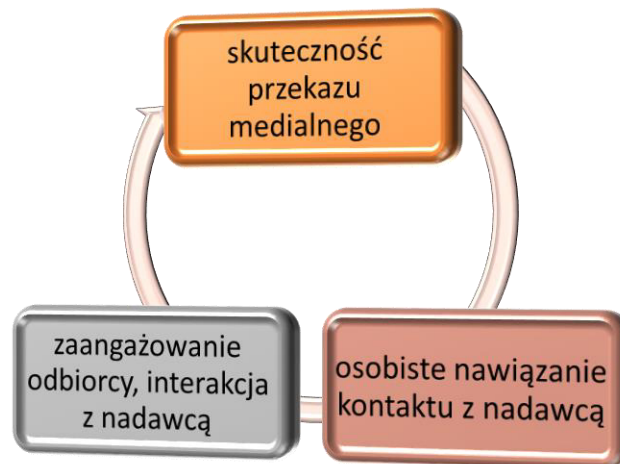 skuteczność
przekazu
medialnego
zaangażowanie
odbiorcy, interakcja
z nadawcą
osobiste nawiązanie
kontaktu z nadawcą